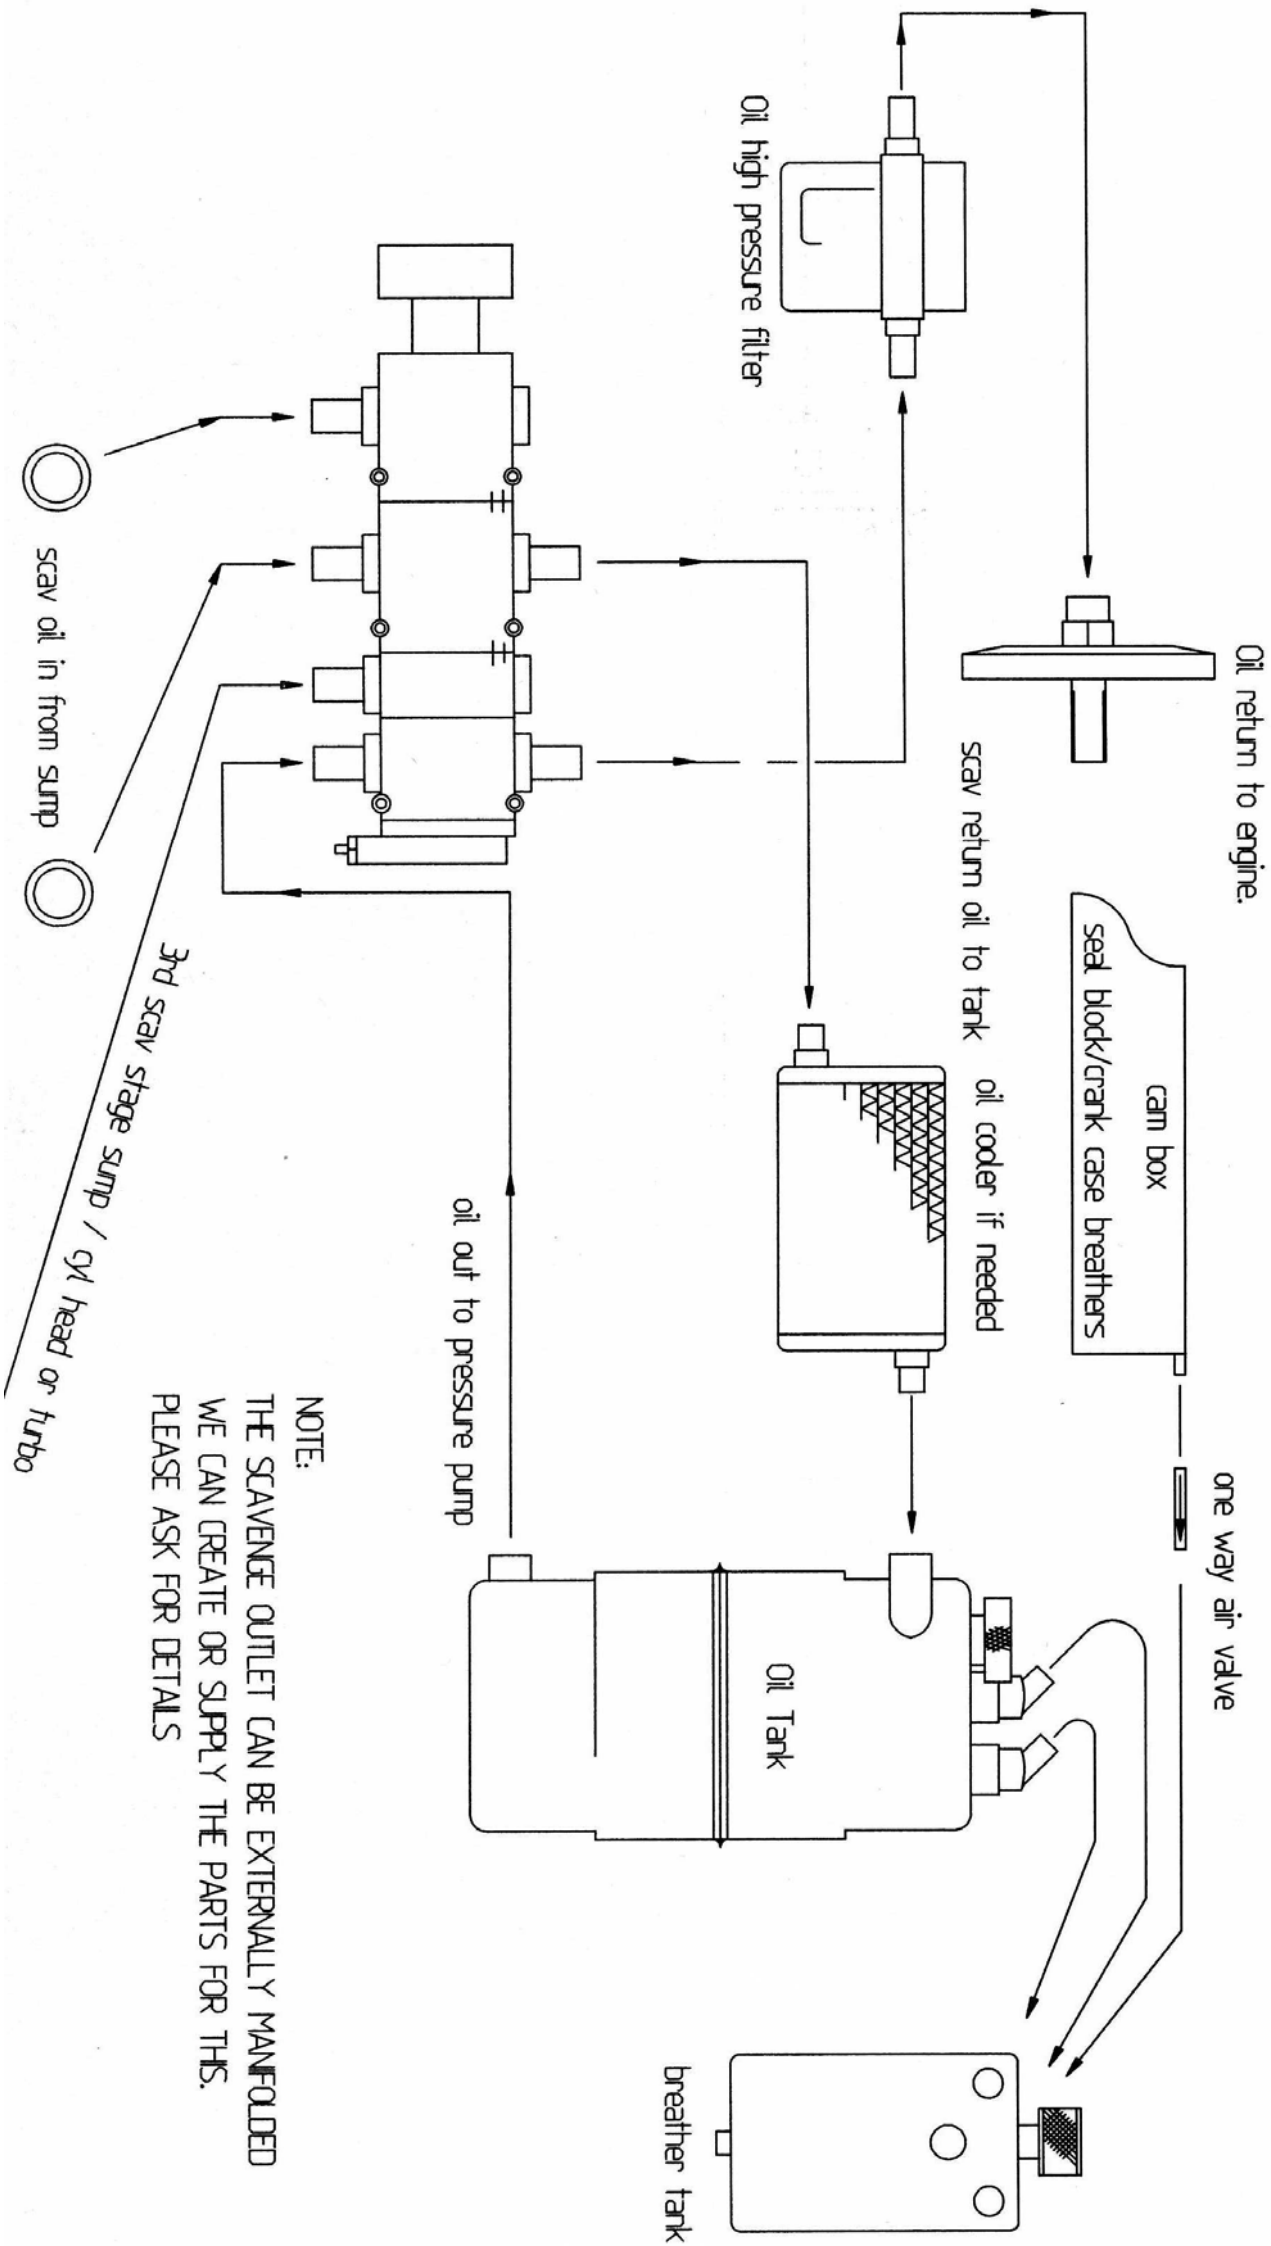 Oil return to engine.
one way air valve
cam box
seal block/crank case breathers
scav return oil to tank
oil cooler if needed
Oil high pressure filter
Oil Tank
breather tank
oil out to pressure pump
scav oil in from sump
3rd scav stage sump / cyl head or turbo
NOTE:
THE SCAVENGE OUTLET CAN BE EXTERNALLY MANIFOLDED
WE CAN CREATE OR SUPPLY THE PARTS FOR THIS.
PLEASE ASK FOR DETAILS